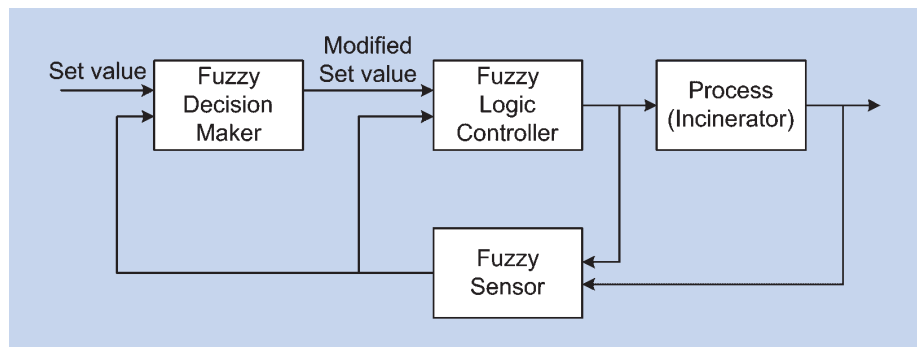 Set value
Fuzzy
Decision
Maker
Modified
Set value
Fuzzy
Logic
Controller
Process
(Incinerator)
Fuzzy
Sensor